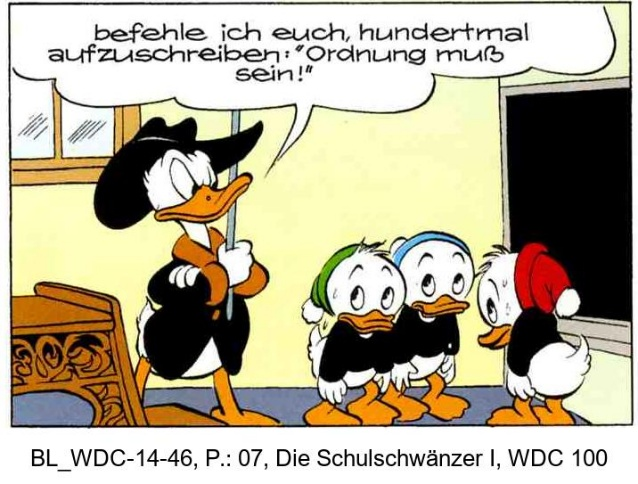 befehle ich euch, hundertmal
aufzuschreiben: "Ordnung muß
sein!"
BL_WDC-14-46, P.: 07, Die Schulschwänzer I, WDC 100